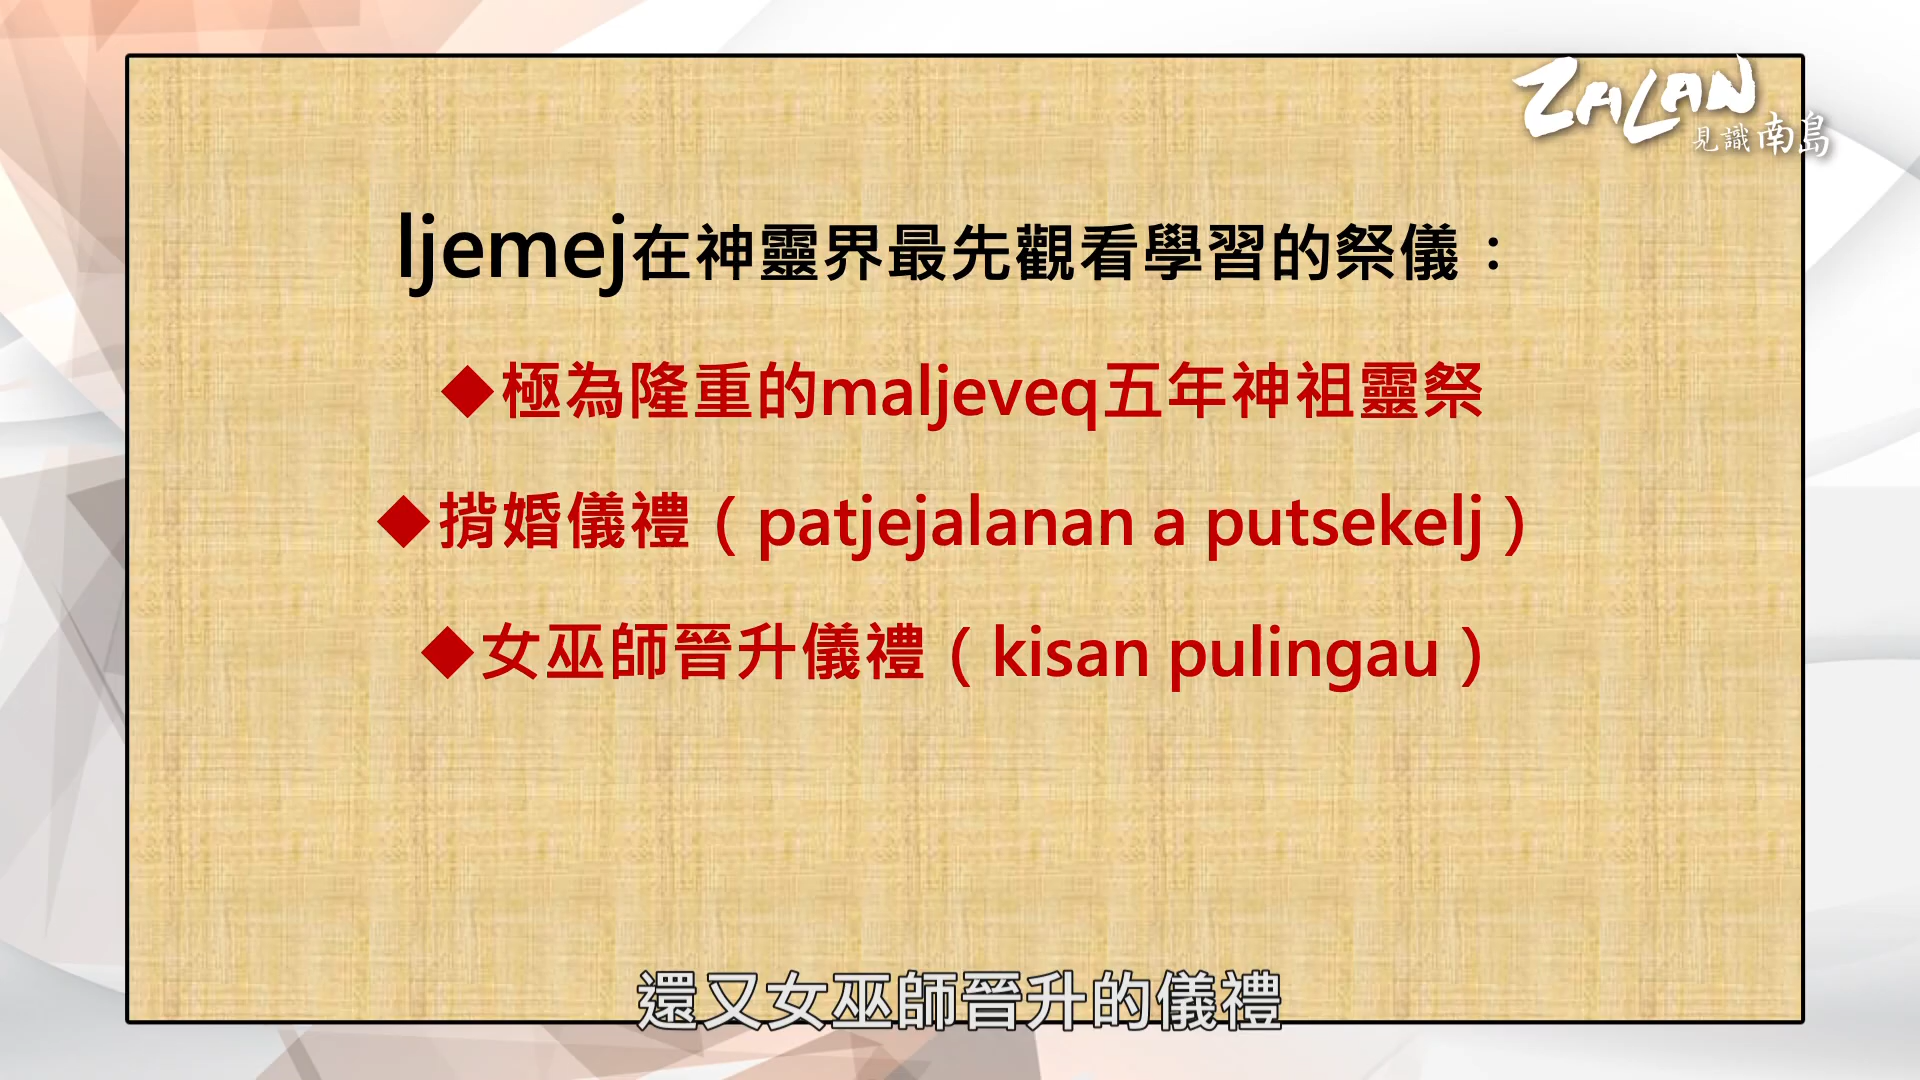 ZALAN
見識南島
ljemej在神靈界最先觀看學習的祭儀：
◆極為隆重的maljeveq五年神祖靈祭
◆揹婚儀禮（patjejalanan a putsekelj）
◆女巫師晉升儀禮（kisan pulingau）
還又女巫師晉升的儀禮